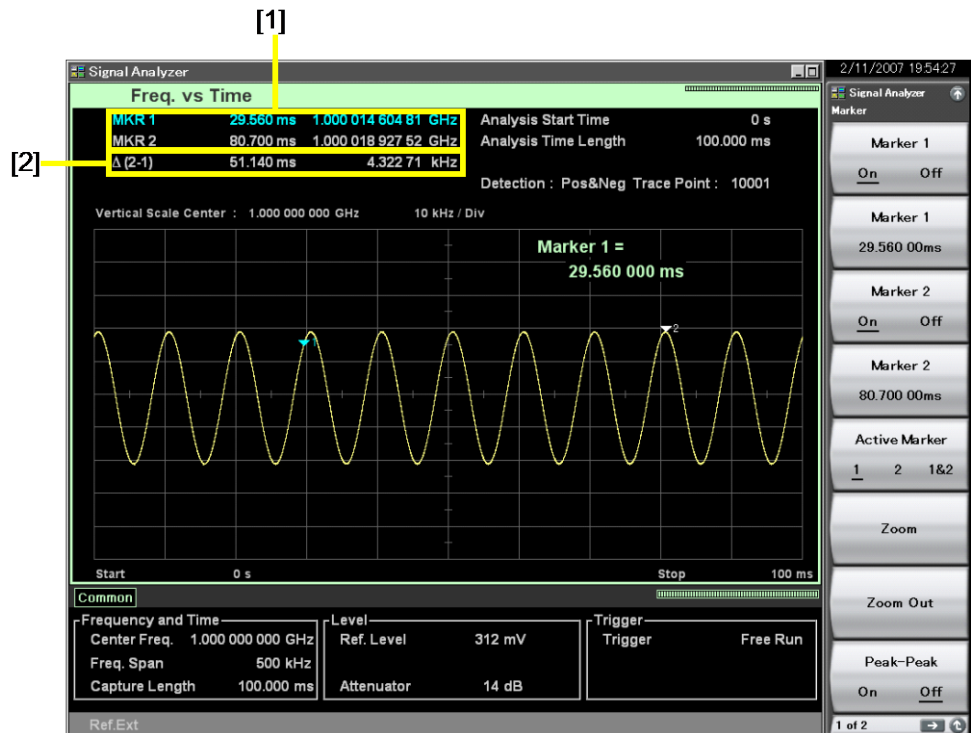 [1]
[2]
Signal Analyzer
Freq. vs Time
MKR 1 29.560 ms 1.000 014 604 81 GHz
MKR 2 80.700 ms 1.000 018 927 52 GHz
Δ (2-1) 51.140 ms 4.322 71 kHz
Analysis Start Time 0 s
Analysis Time Length 100.000 ms
Detection : Pos&Neg Trace Point : 10001
Vertical Scale Center : 1.000 000 000 GHz 10 kHz / Div
Marker 1 =
29.560 000 ms
1
2
Start 0 s Stop 100 ms
Common
Frequency and Time
Center Freq. 1.000 000 000 GHz
Freq. Span 500 kHz
Capture Length 100.000 ms
Level
Ref. Level 312 mV
Attenuator 14 dB
Trigger
Trigger Free Run
Ref.Ext
2/11/2007 19:54:27
Signal Analyzer
Marker
Marker 1
On Off
Marker 1
29.560 00ms
Marker 2
On Off
Marker 2
80.700 00ms
Active Marker
1 2 1&2
Zoom
Zoom Out
Peak-Peak
On Off
1 of 2